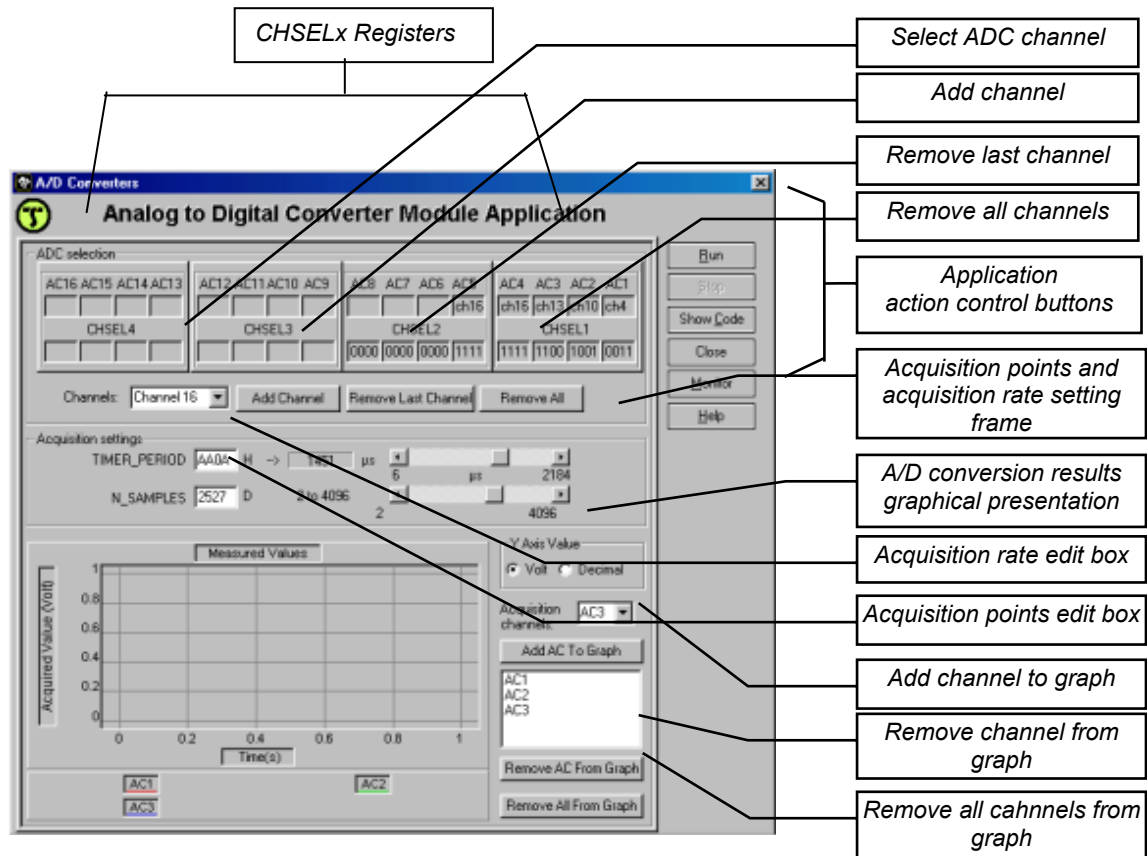 CHSELx Registers
Select ADC channel
Add channel
Remove last channel
Remove all channels
Application
action control buttons
Acquisition points and
acquisition rate setting
frame
A/D conversion results
graphical presentation
Acquisition rate edit box
Acquisition points edit box
Add channel to graph
Remove channel from
graph
Remove all cahnnels from
graph
A/D Converters
Analog to Digital Converter Module Application
ADC selection
AC16 AC15 AC14 AC13 AC12 AC11 AC10 AC9 AC8 AC7 AC6 AC5 AC4 AC3 AC2 AC1
ch16 ch16 ch13 ch10 ch4
CHSEL4 CHSEL3 CHSEL2 CHSEL1
0000 0000 0000 1111 1111 1100 1001 0011
Channels: Channel 16 Add Channel Remove Last Channel Remove All
Run
Stop
Show Code
Close
Monitor
Help
Acquisition settings
TIMER_PERIOD AA0A H --> 1451 µs
6 µs 2184
N_SAMPLES 2527 D 2 to 4096
2 4096
Measured Values
Acquired Value (Volt)
1
0.8
0.6
0.4
0.2
0
0 0.2 0.4 0.6 0.8 1
Time(s)
AC1 AC2
AC3
Y Axis Value
Volt Decimal
Acquisition
channels: AC3
Add AC To Graph
AC1
AC2
AC3
Remove AC From Graph
Remove All From Graph